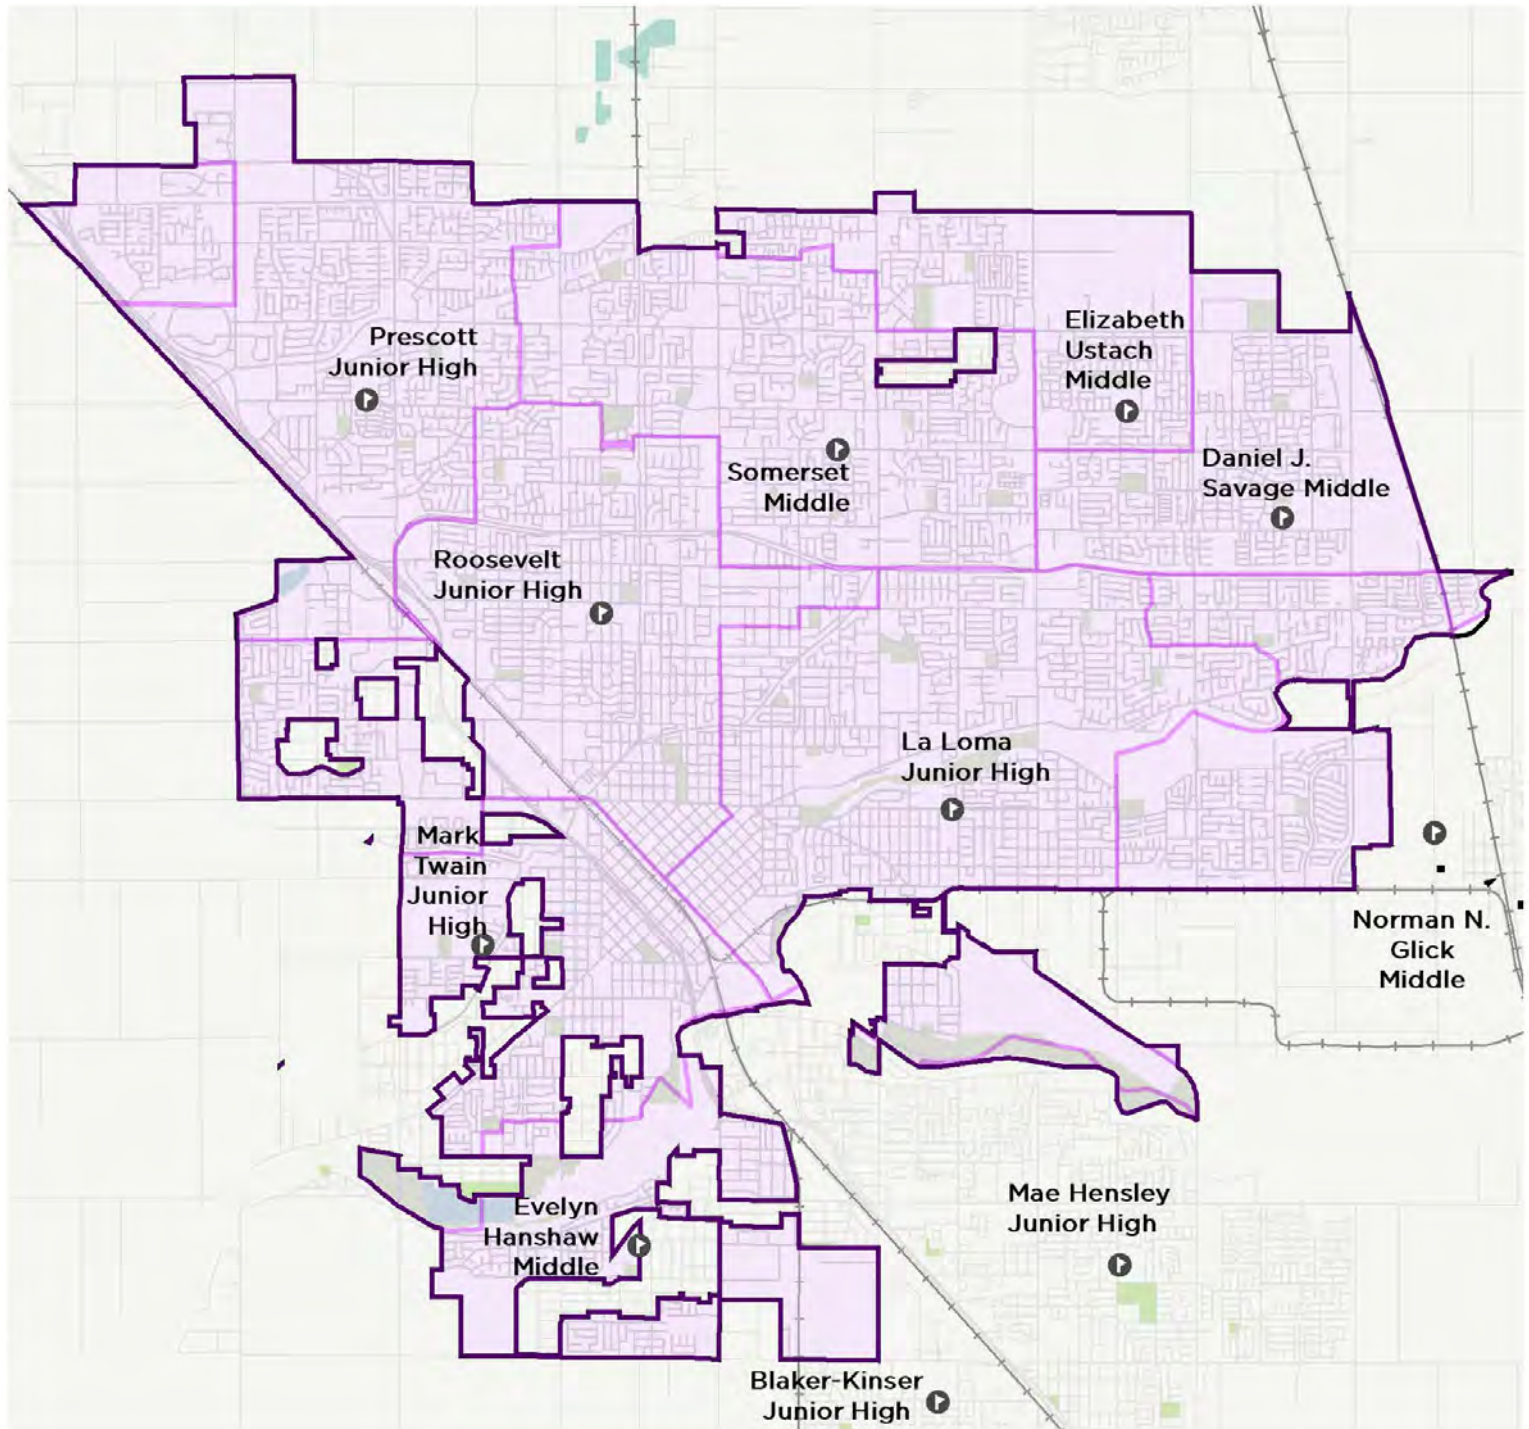 Prescott
Junior High
Elizabeth
Ustach
Middle
Somerset
Middle
Daniel J.
Savage Middle
Roosevelt
Junior High
La Loma
Junior High
Mark
Twain
Junior
High
Norman N.
Glick
Middle
Evelyn
Hanshaw
Middle
Mae Hensley
Junior High
Blaker-Kinser
Junior High